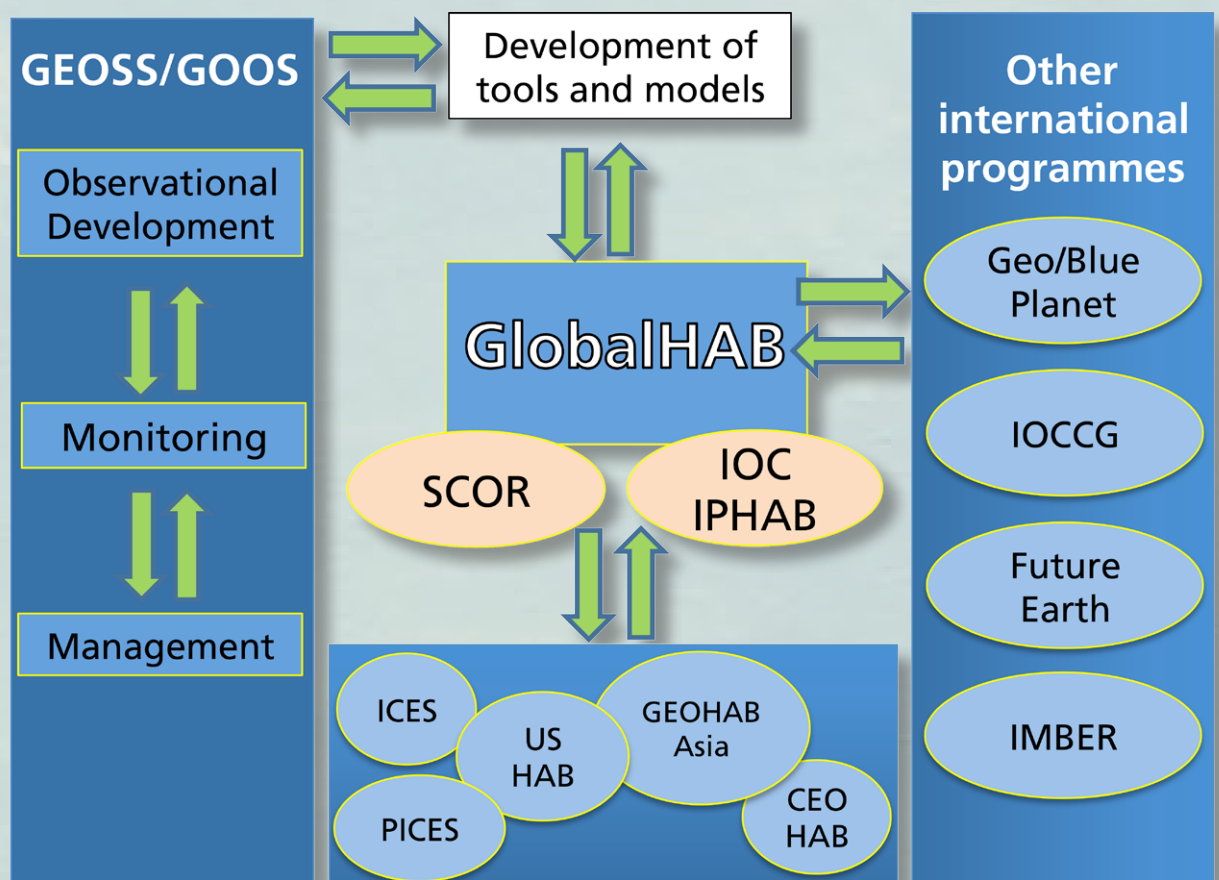 GEOSS/GOOS
Observational
Development
Monitoring
Management
Development of
tools and models
GlobalHAB
SCOR
IOC
IPHAB
ICES
US
HAB
GEOHAB
Asia
PICES
CEO
HAB
Other
international
programmes
Geo/Blue
Planet
IOCCG
Future
Earth
IMBER